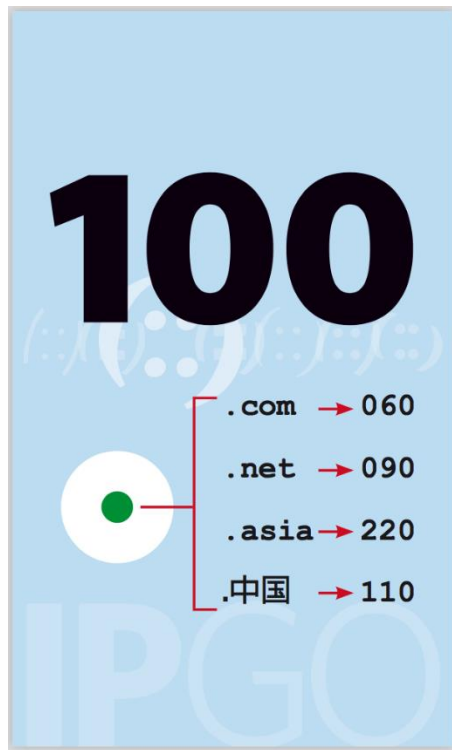 100
(::)(::)(::)(::)(::)
.com → 060
.net → 090
.asia → 220
.中国 → 110
IPGO